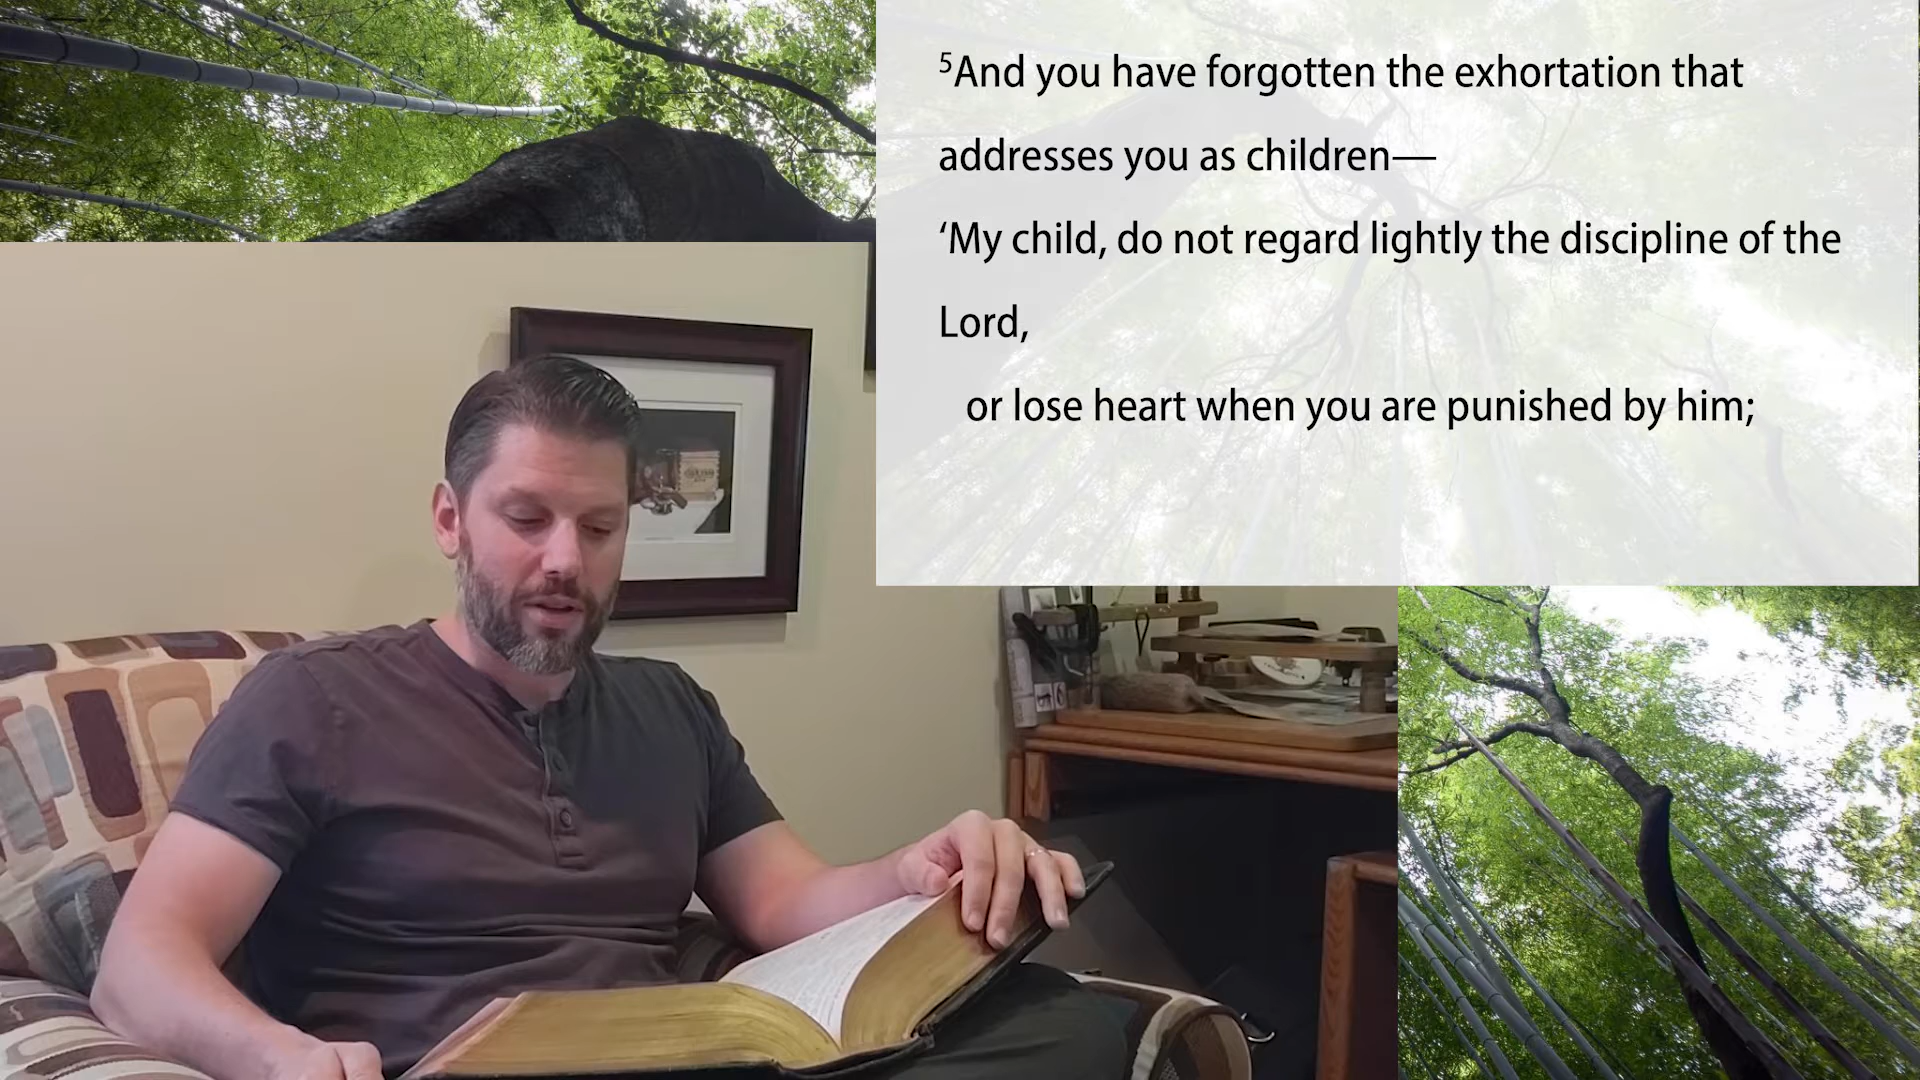 ⁵And you have forgotten the exhortation that
addresses you as children—
‘My child, do not regard lightly the discipline of the
Lord,
or lose heart when you are punished by him;